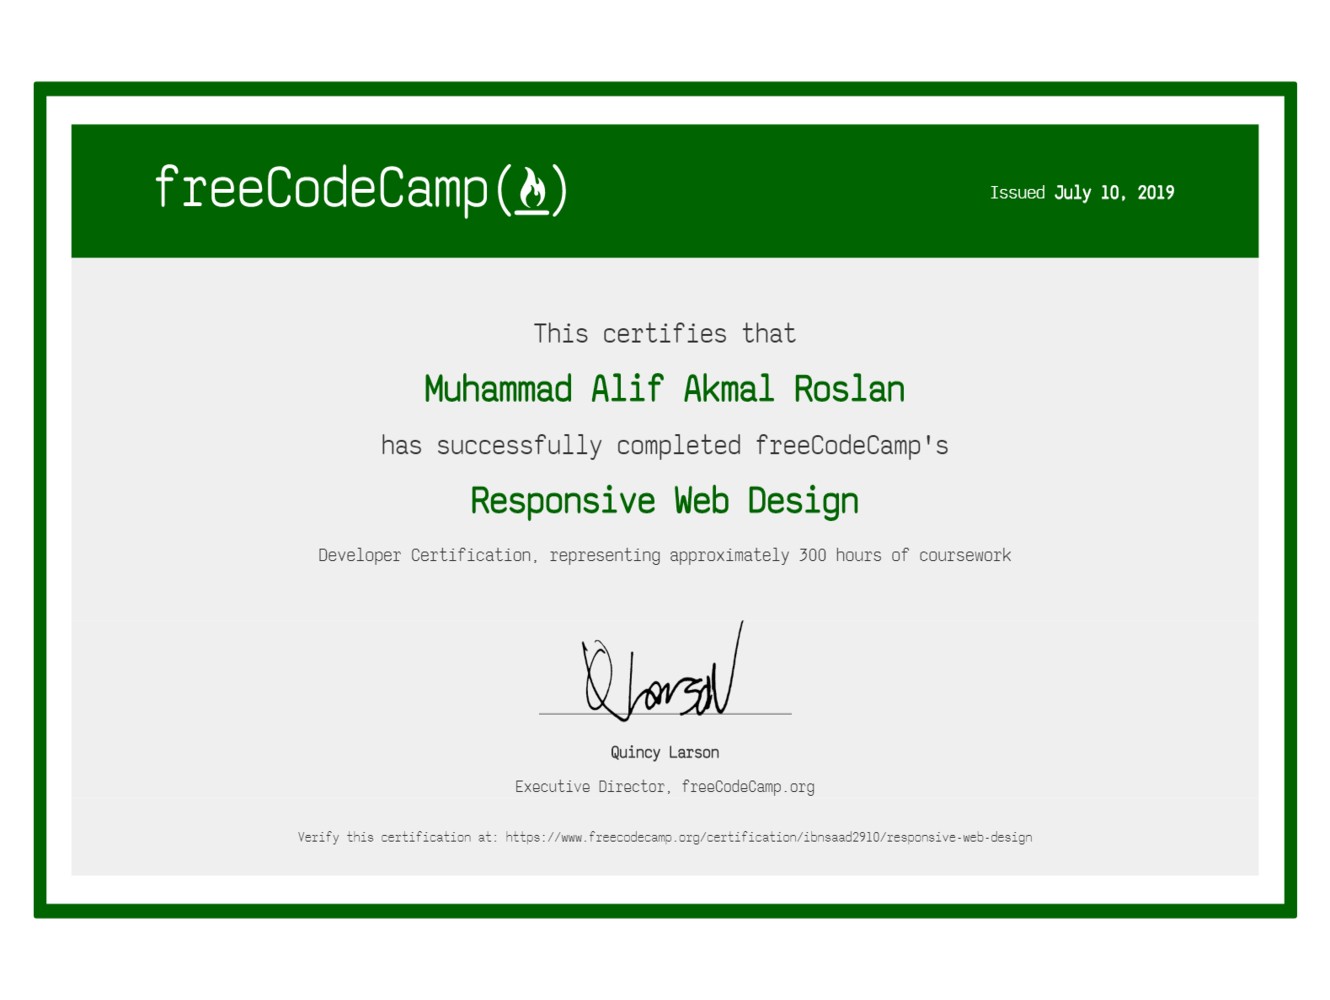 freeCodeCamp(🔥)
Issued July 10, 2019
This certifies that
Muhammad Alif Akmal Roslan
has successfully completed freeCodeCamp's
Responsive Web Design
Developer Certification, representing approximately 300 hours of coursework
Q Larson
Quincy Larson
Executive Director, freeCodeCamp.org
Verify this certification at: https://www.freecodecamp.org/certification/ibnsaad2910/responsive-web-design